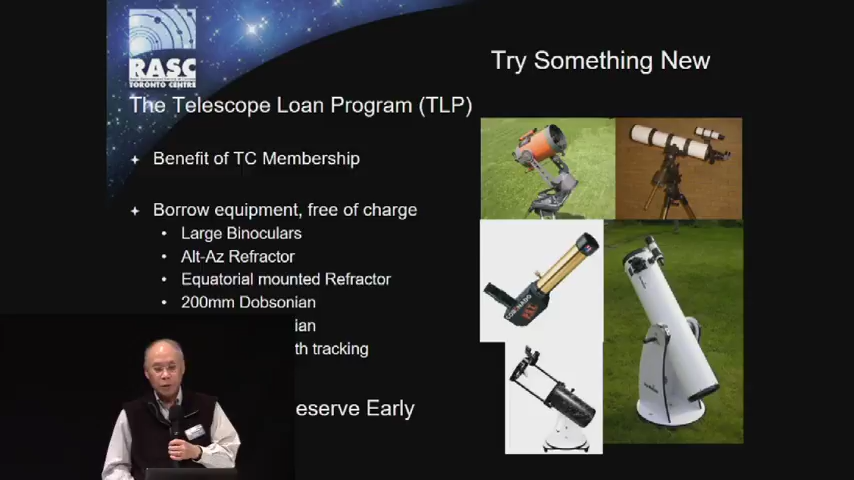 RASC
TORONTO CENTRE
Try Something New
The Telescope Loan Program (TLP)
Benefit of TC Membership
Borrow equipment, free of charge
• Large Binoculars
• Alt-Az Refractor
• Equatorial mounted Refractor
• 200mm Dobsonian
ian
th tracking
eserve Early
CORONADO